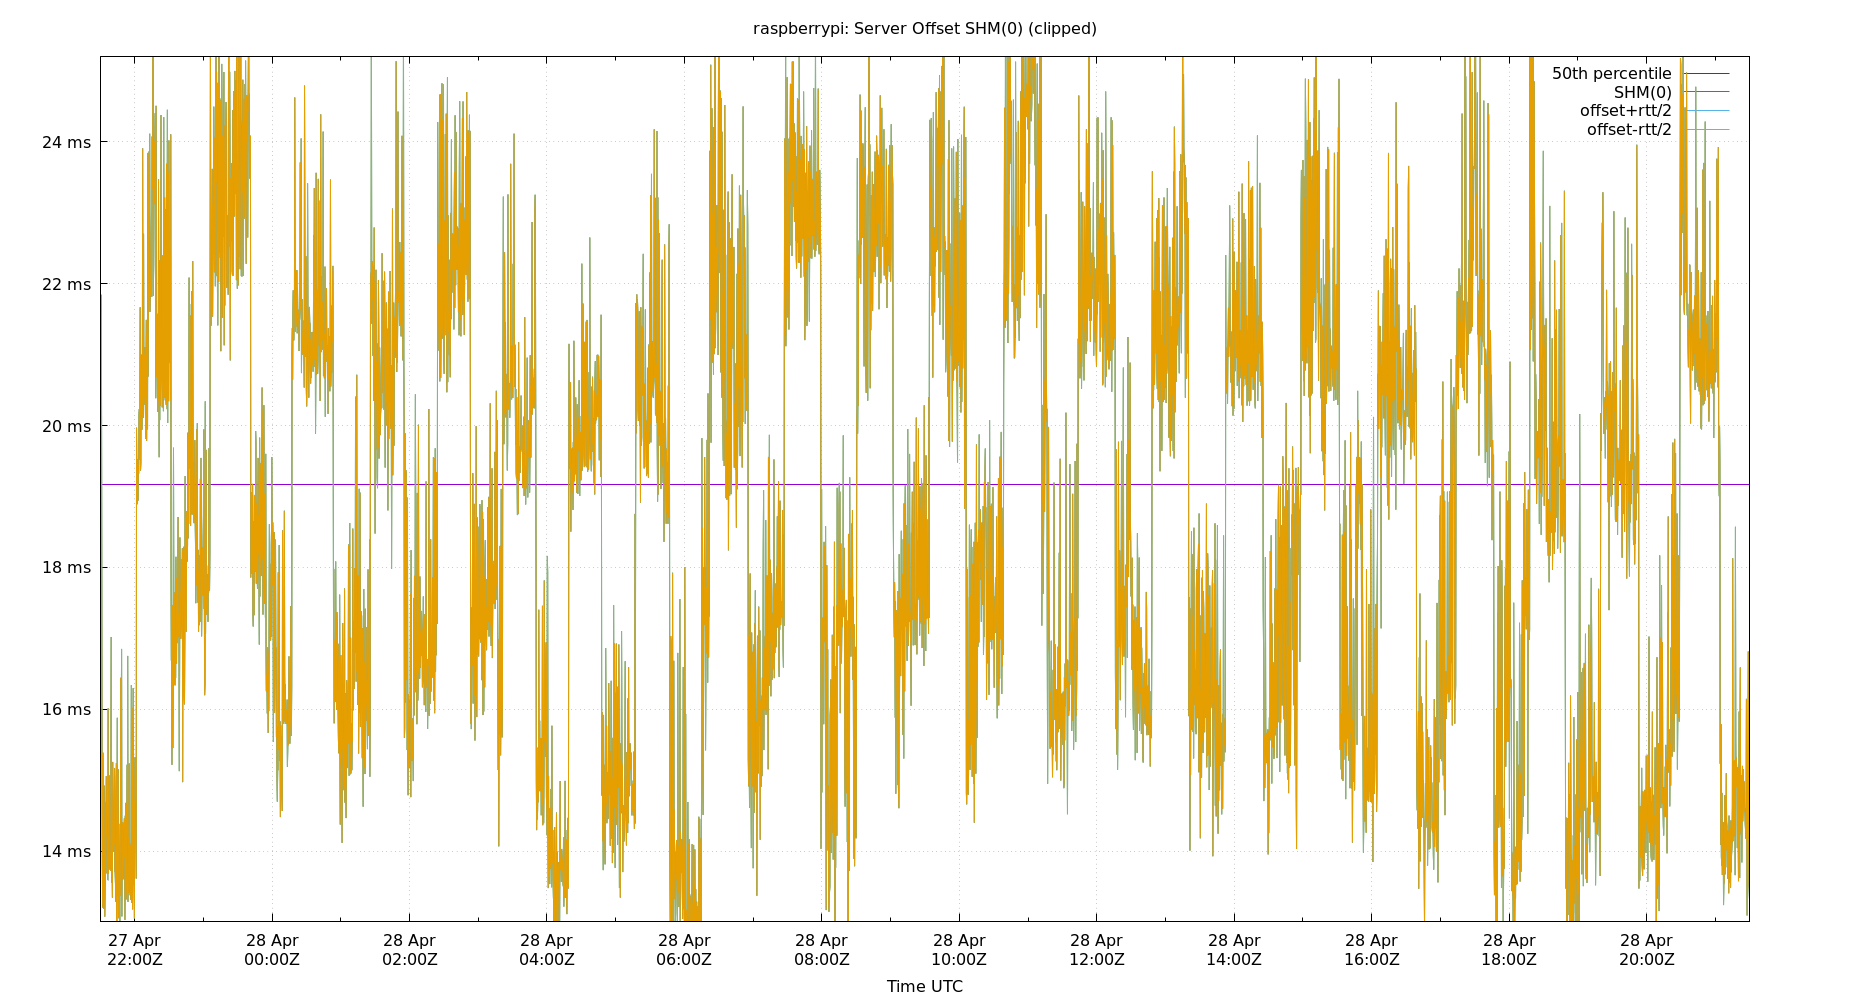 raspberrypi: Server Offset SHM(0) (clipped)
50th percentile
SHM(0)
offset+rtt/2
offset-rtt/2
24 ms
22 ms
20 ms
18 ms
16 ms
14 ms
27 Apr 28 Apr 28 Apr 28 Apr 28 Apr 28 Apr 28 Apr 28 Apr 28 Apr 28 Apr 28 Apr 28 Apr
22:00Z 00:00Z 02:00Z 04:00Z 06:00Z 08:00Z 10:00Z 12:00Z 14:00Z 16:00Z 18:00Z 20:00Z
Time UTC